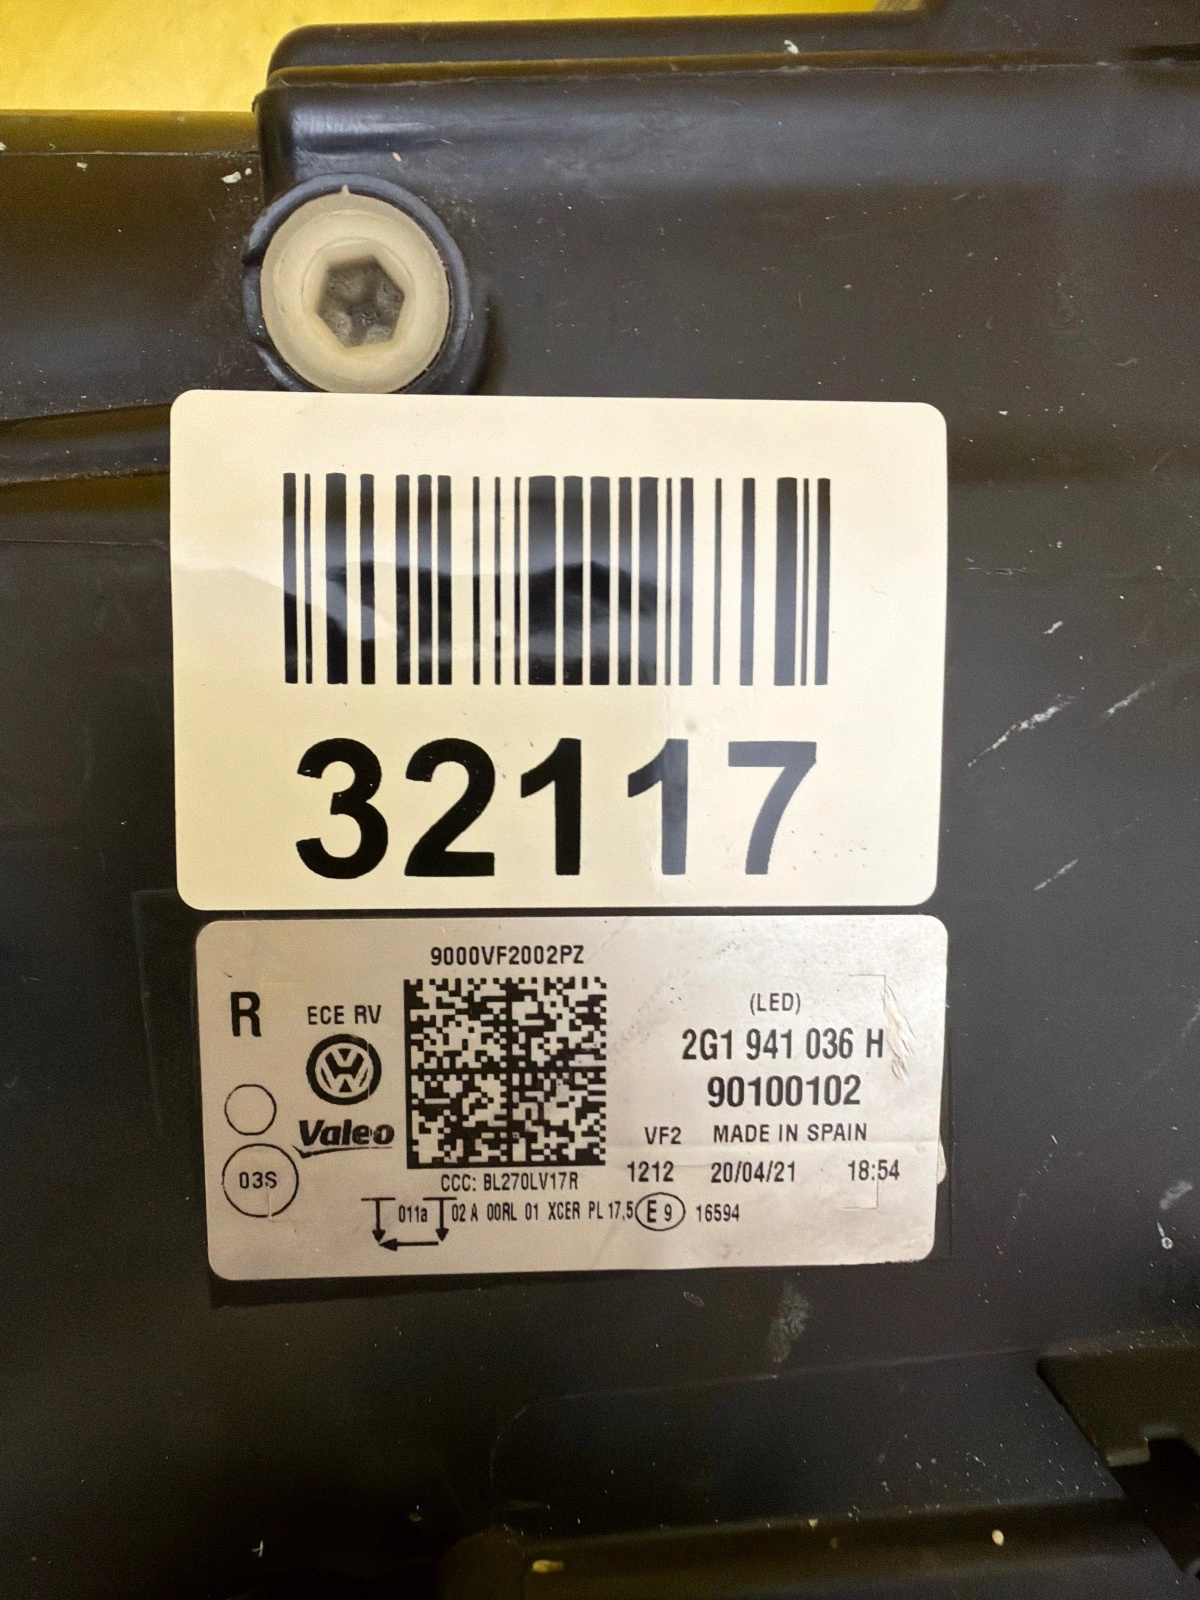 32117
9000VF2002PZ
R
ECE RV
(LED)
2G1 941 036 H
90100102
Valeo
VF2 MADE IN SPAIN
03S
1212 20/04/21 18:54
CCC: BL270LV17R
011a 02 A 00RL 01 XCER PL 17,5 E 9 16594